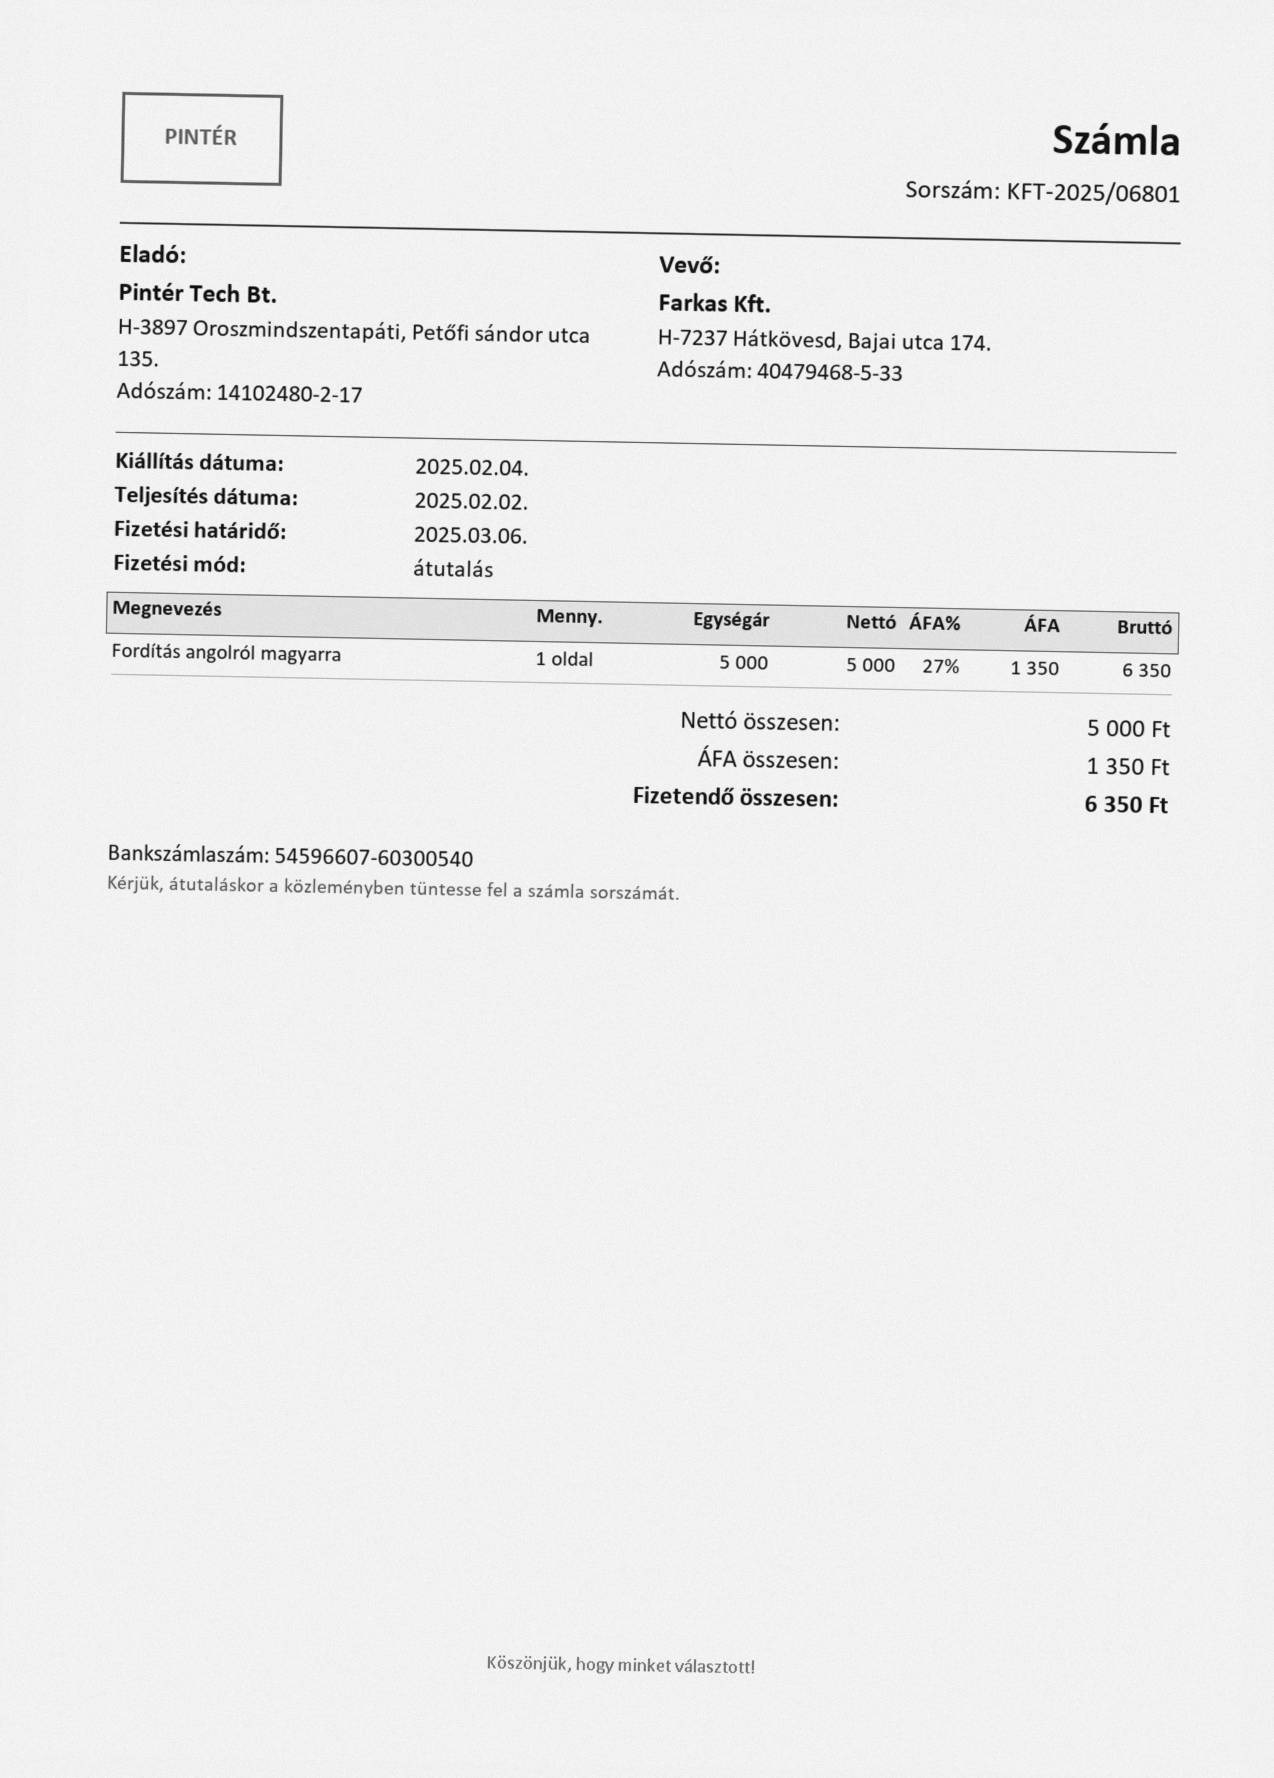 PINTÉR
Számla
Sorszám: KFT-2025/06801
Eladó:
Pintér Tech Bt.
H-3897 Oroszmindszentapáti, Petőfi sándor utca
135.
Adószám: 14102480-2-17
Vevő:
Farkas Kft.
H-7237 Hátkövesd, Bajai utca 174.
Adószám: 40479468-5-33
Kiállítás dátuma: 2025.02.04.
Teljesítés dátuma: 2025.02.02.
Fizetési határidő: 2025.03.06.
Fizetési mód: átutalás
Megnevezés Menny. Egységár Nettó ÁFA% ÁFA Bruttó
Fordítás angolról magyarra 1 oldal 5 000 5 000 27% 1 350 6 350
Nettó összesen: 5 000 Ft
ÁFA összesen: 1 350 Ft
Fizetendő összesen: 6 350 Ft
Bankszámlaszám: 54596607-60300540
Kérjük, átutaláskor a közleményben tüntesse fel a számla sorszámát.
Köszönjük, hogy minket választott!